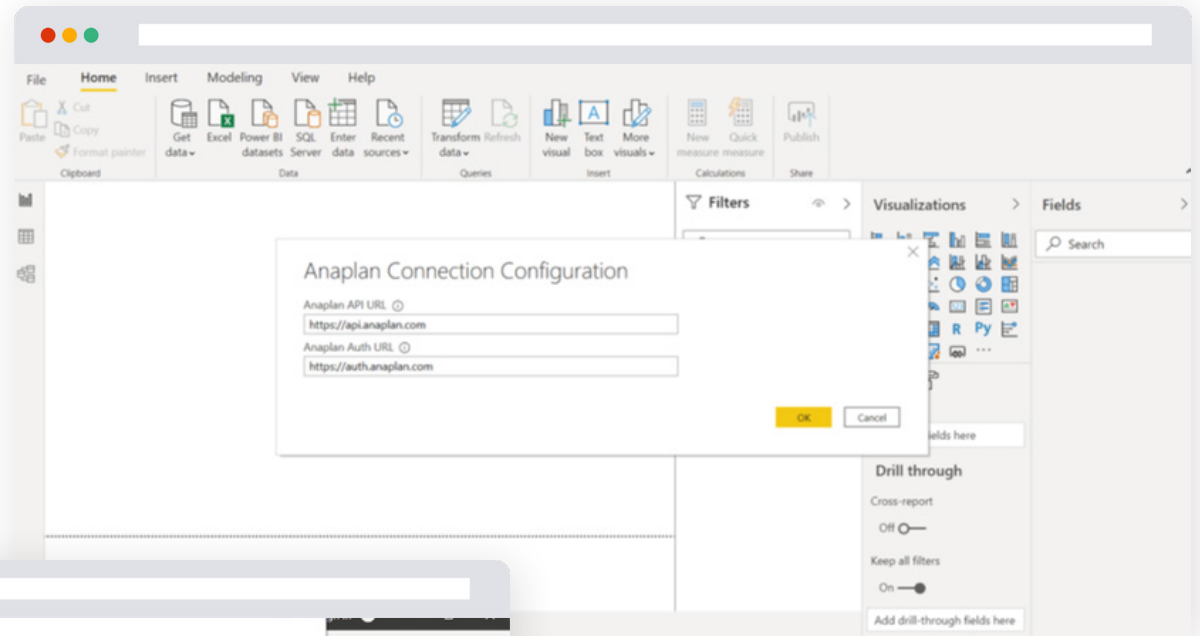 File Home Insert Modeling View Help
Paste
Cut
Copy
Format painter
Clipboard
Get data
Excel
Power BI datasets
SQL Server
Enter data
Recent sources
Data
Transform data
Refresh
Queries
New visual
Text box
More visuals
Insert
New measure
Quick measure
Calculations
Publish
Share
Filters
Visualizations
Fields
Search
Anaplan Connection Configuration
Anaplan API URL
https://api.anaplan.com
Anaplan Auth URL
https://auth.anaplan.com
OK
Cancel
R Py
fields here
Drill through
Cross-report
Off
Keep all filters
On
Add drill-through fields here